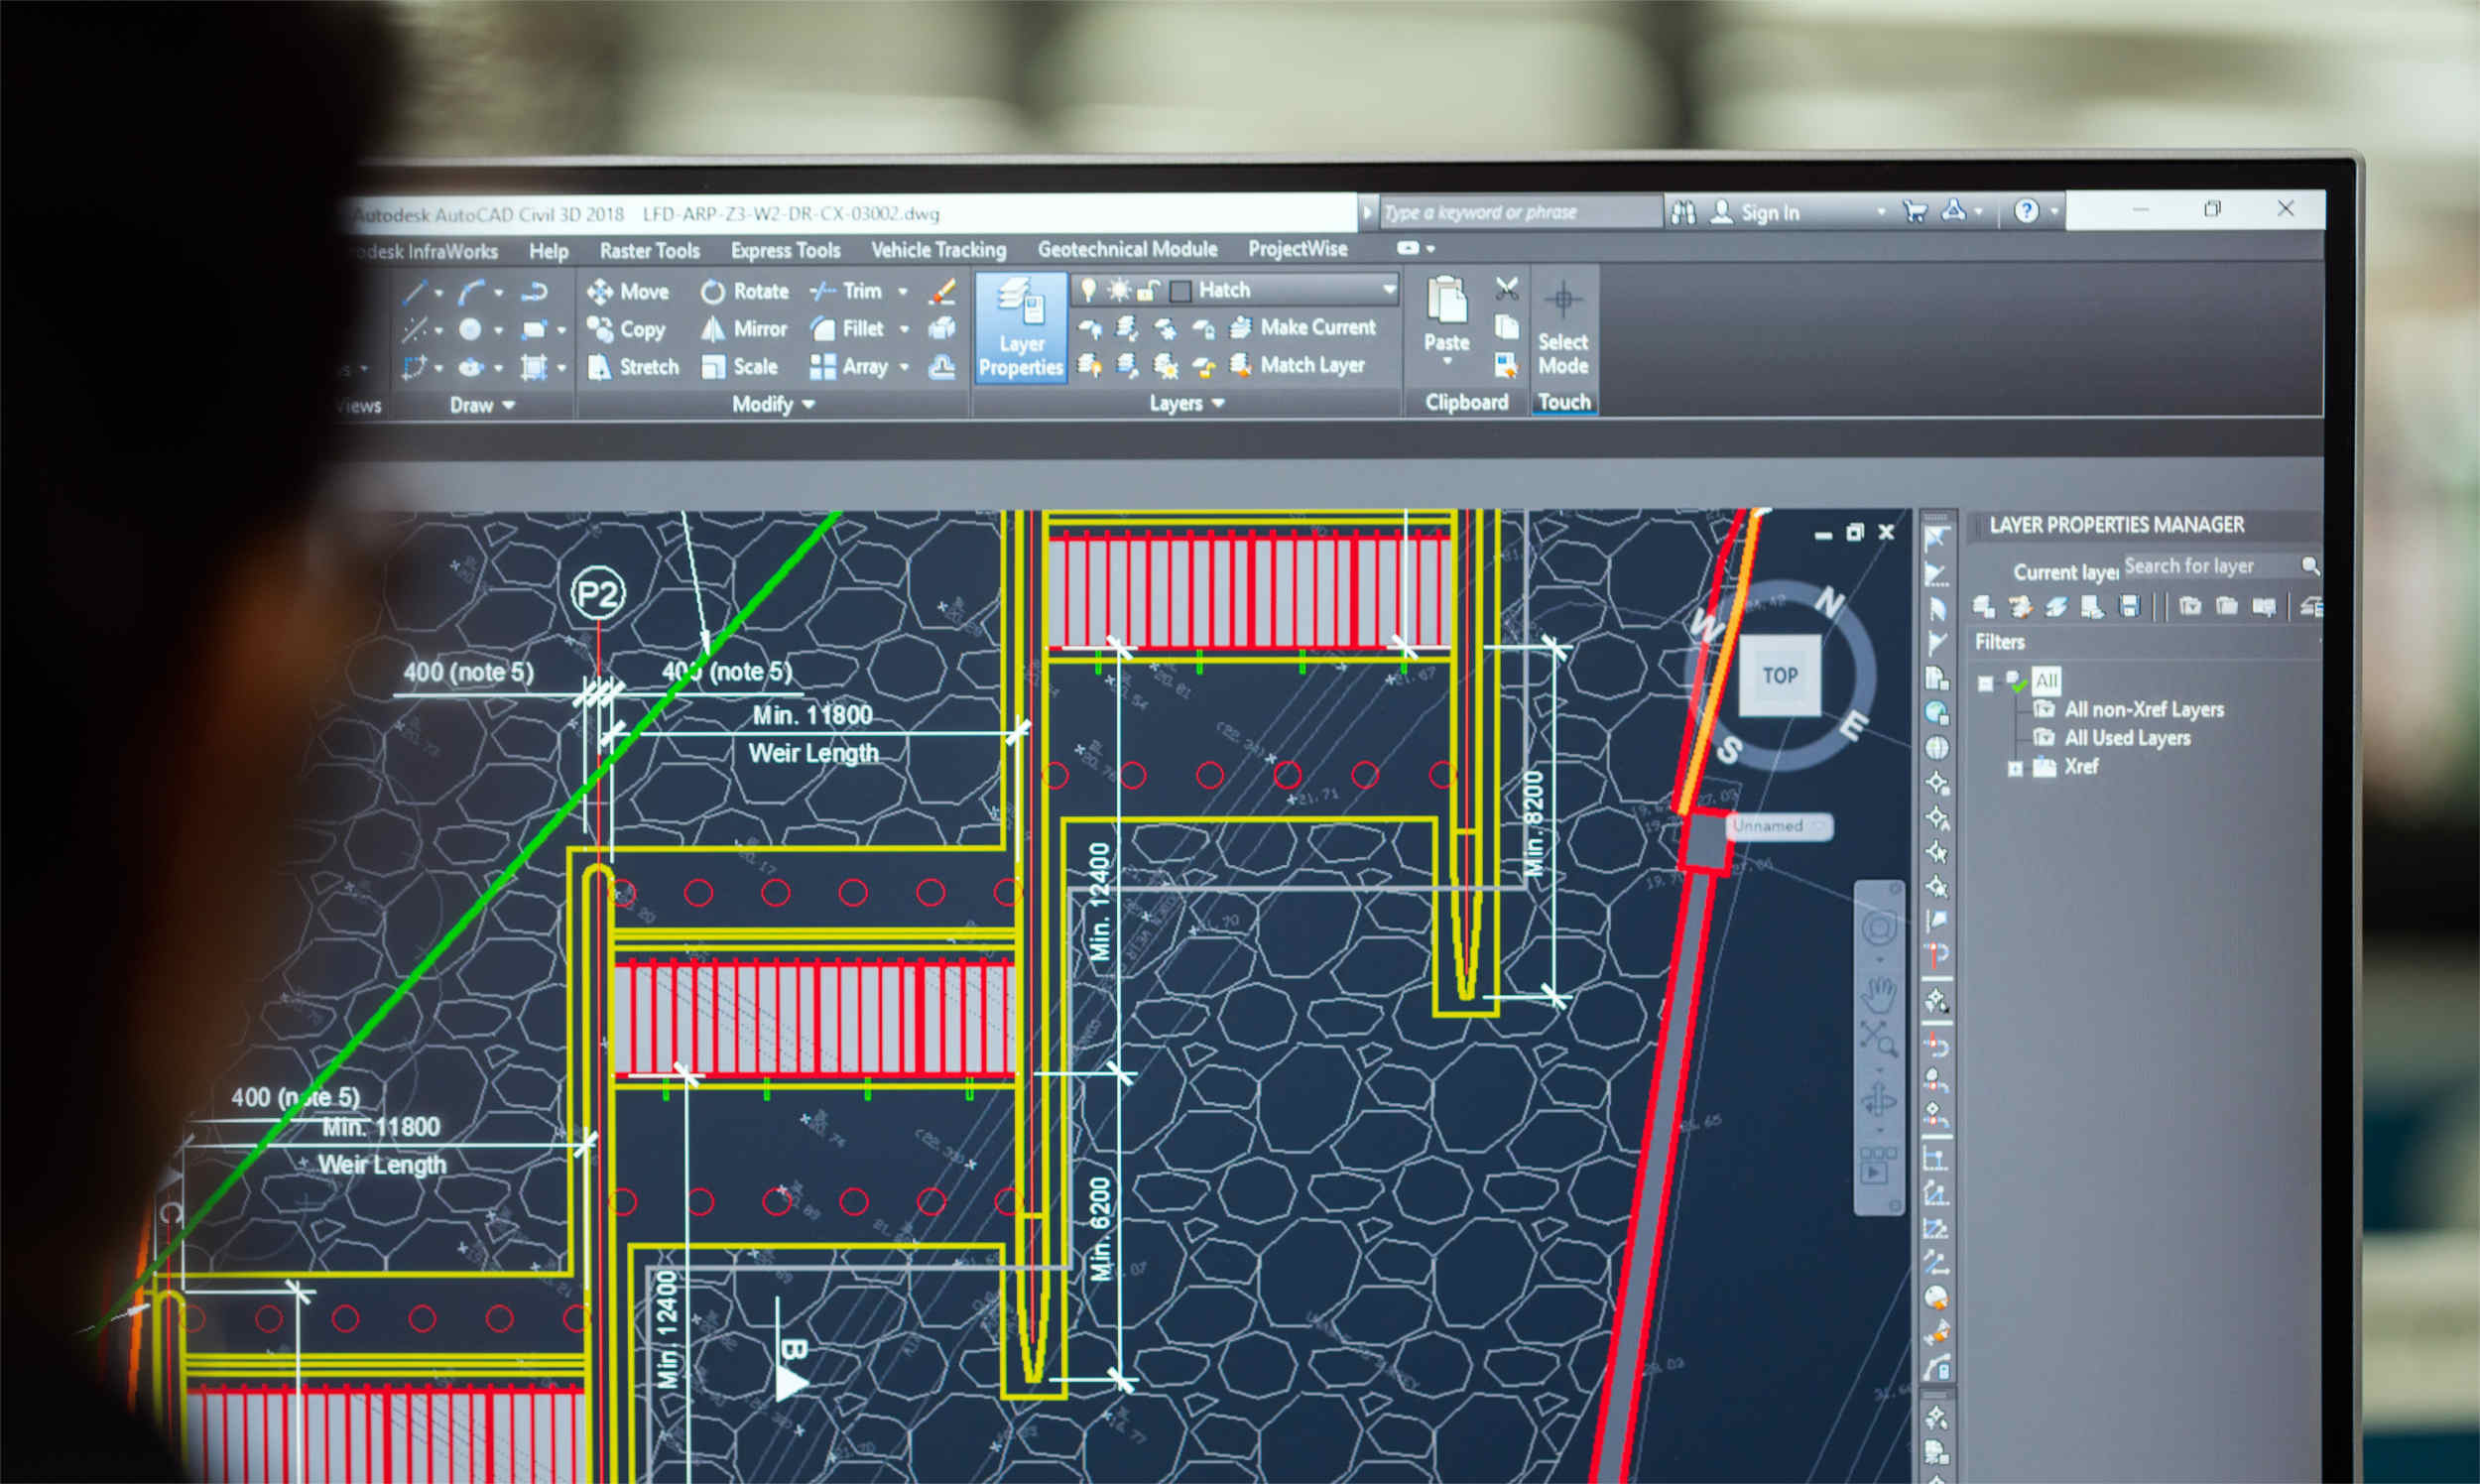 Autodesk AutoCAD Civil 3D 2018 LFD-ARP-Z3-W2-DR-CX-03002.dwg
Type a keyword or phrase
Sign In
?
desk InfraWorks Help Raster Tools Express Tools Vehicle Tracking Geotechnical Module ProjectWise
Move Rotate Trim
Copy Mirror Fillet
Stretch Scale Array
Layer
Properties
Hatch
Make Current
Match Layer
Paste
Select
Mode
Views Draw Modify Layers Clipboard Touch
LAYER PROPERTIES MANAGER
Current layer
Search for layer
Filters
All
All non-Xref Layers
All Used Layers
Xref
N
W
TOP
E
S
Unnamed
P2
400 (note 5)
400 (note 5)
Min. 11800
Weir Length
Min. 8200
Min. 12400
400 (note 5)
Min. 11800
Weir Length
Min. 6200
Min. 12400
B
C
21.67
21.71